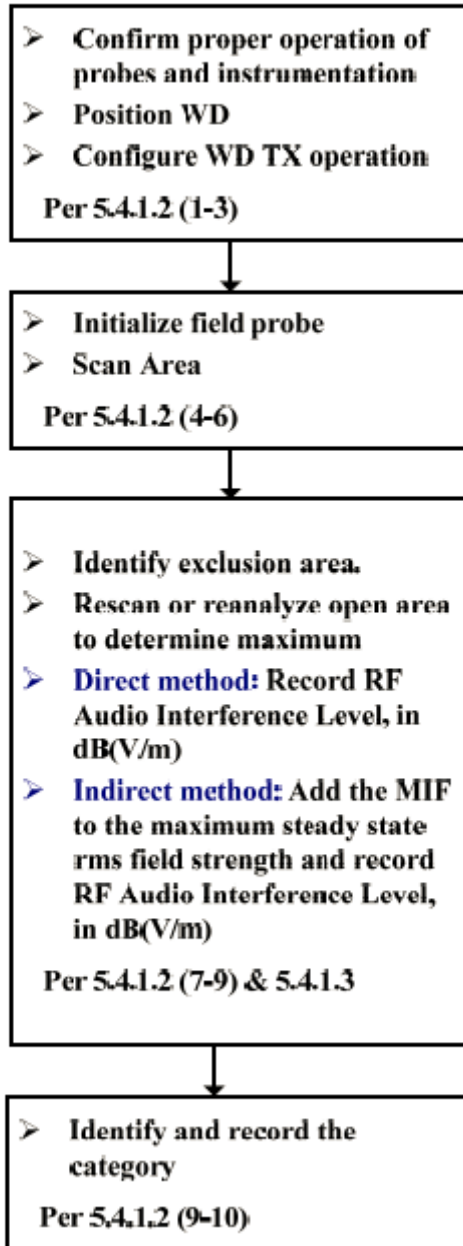 ➢ Confirm proper operation of
probes and instrumentation
➢ Position WD
➢ Configure WD TX operation
Per 5.4.1.2 (1-3)
➢ Initialize field probe
➢ Scan Area
Per 5.4.1.2 (4-6)
➢ Identify exclusion area.
➢ Rescan or reanalyze open area
to determine maximum
➢ Direct method: Record RF
Audio Interference Level, in
dB(V/m)
➢ Indirect method: Add the MIF
to the maximum steady state
rms field strength and record
RF Audio Interference Level,
in dB(V/m)
Per 5.4.1.2 (7-9) & 5.4.1.3
➢ Identify and record the
category
Per 5.4.1.2 (9-10)